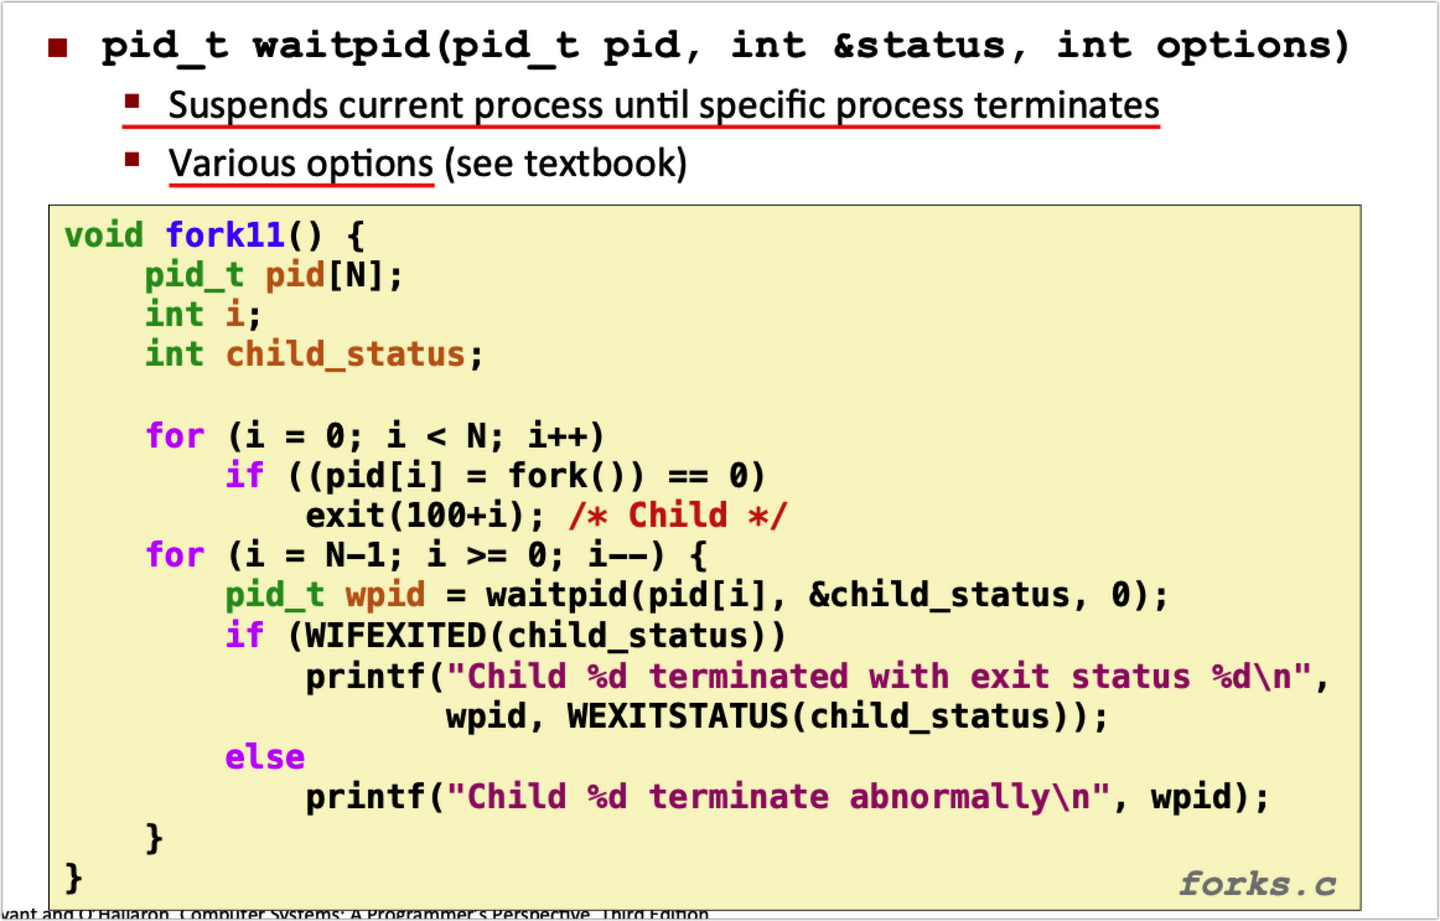 pid_t waitpid(pid_t pid, int &status, int options)
Suspends current process until specific process terminates
Various options (see textbook)
void fork11() {
    pid_t pid[N];
    int i;
    int child_status;

    for (i = 0; i < N; i++)
        if ((pid[i] = fork()) == 0)
            exit(100+i); /* Child */
    for (i = N-1; i >= 0; i--) {
        pid_t wpid = waitpid(pid[i], &child_status, 0);
        if (WIFEXITED(child_status))
            printf("Child %d terminated with exit status %d\n",
                   wpid, WEXITSTATUS(child_status));
        else
            printf("Child %d terminate abnormally\n", wpid);
    }
}
forks.c
and O'Hallaron, Computer Systems: A Programmer's Perspective, Third Edition